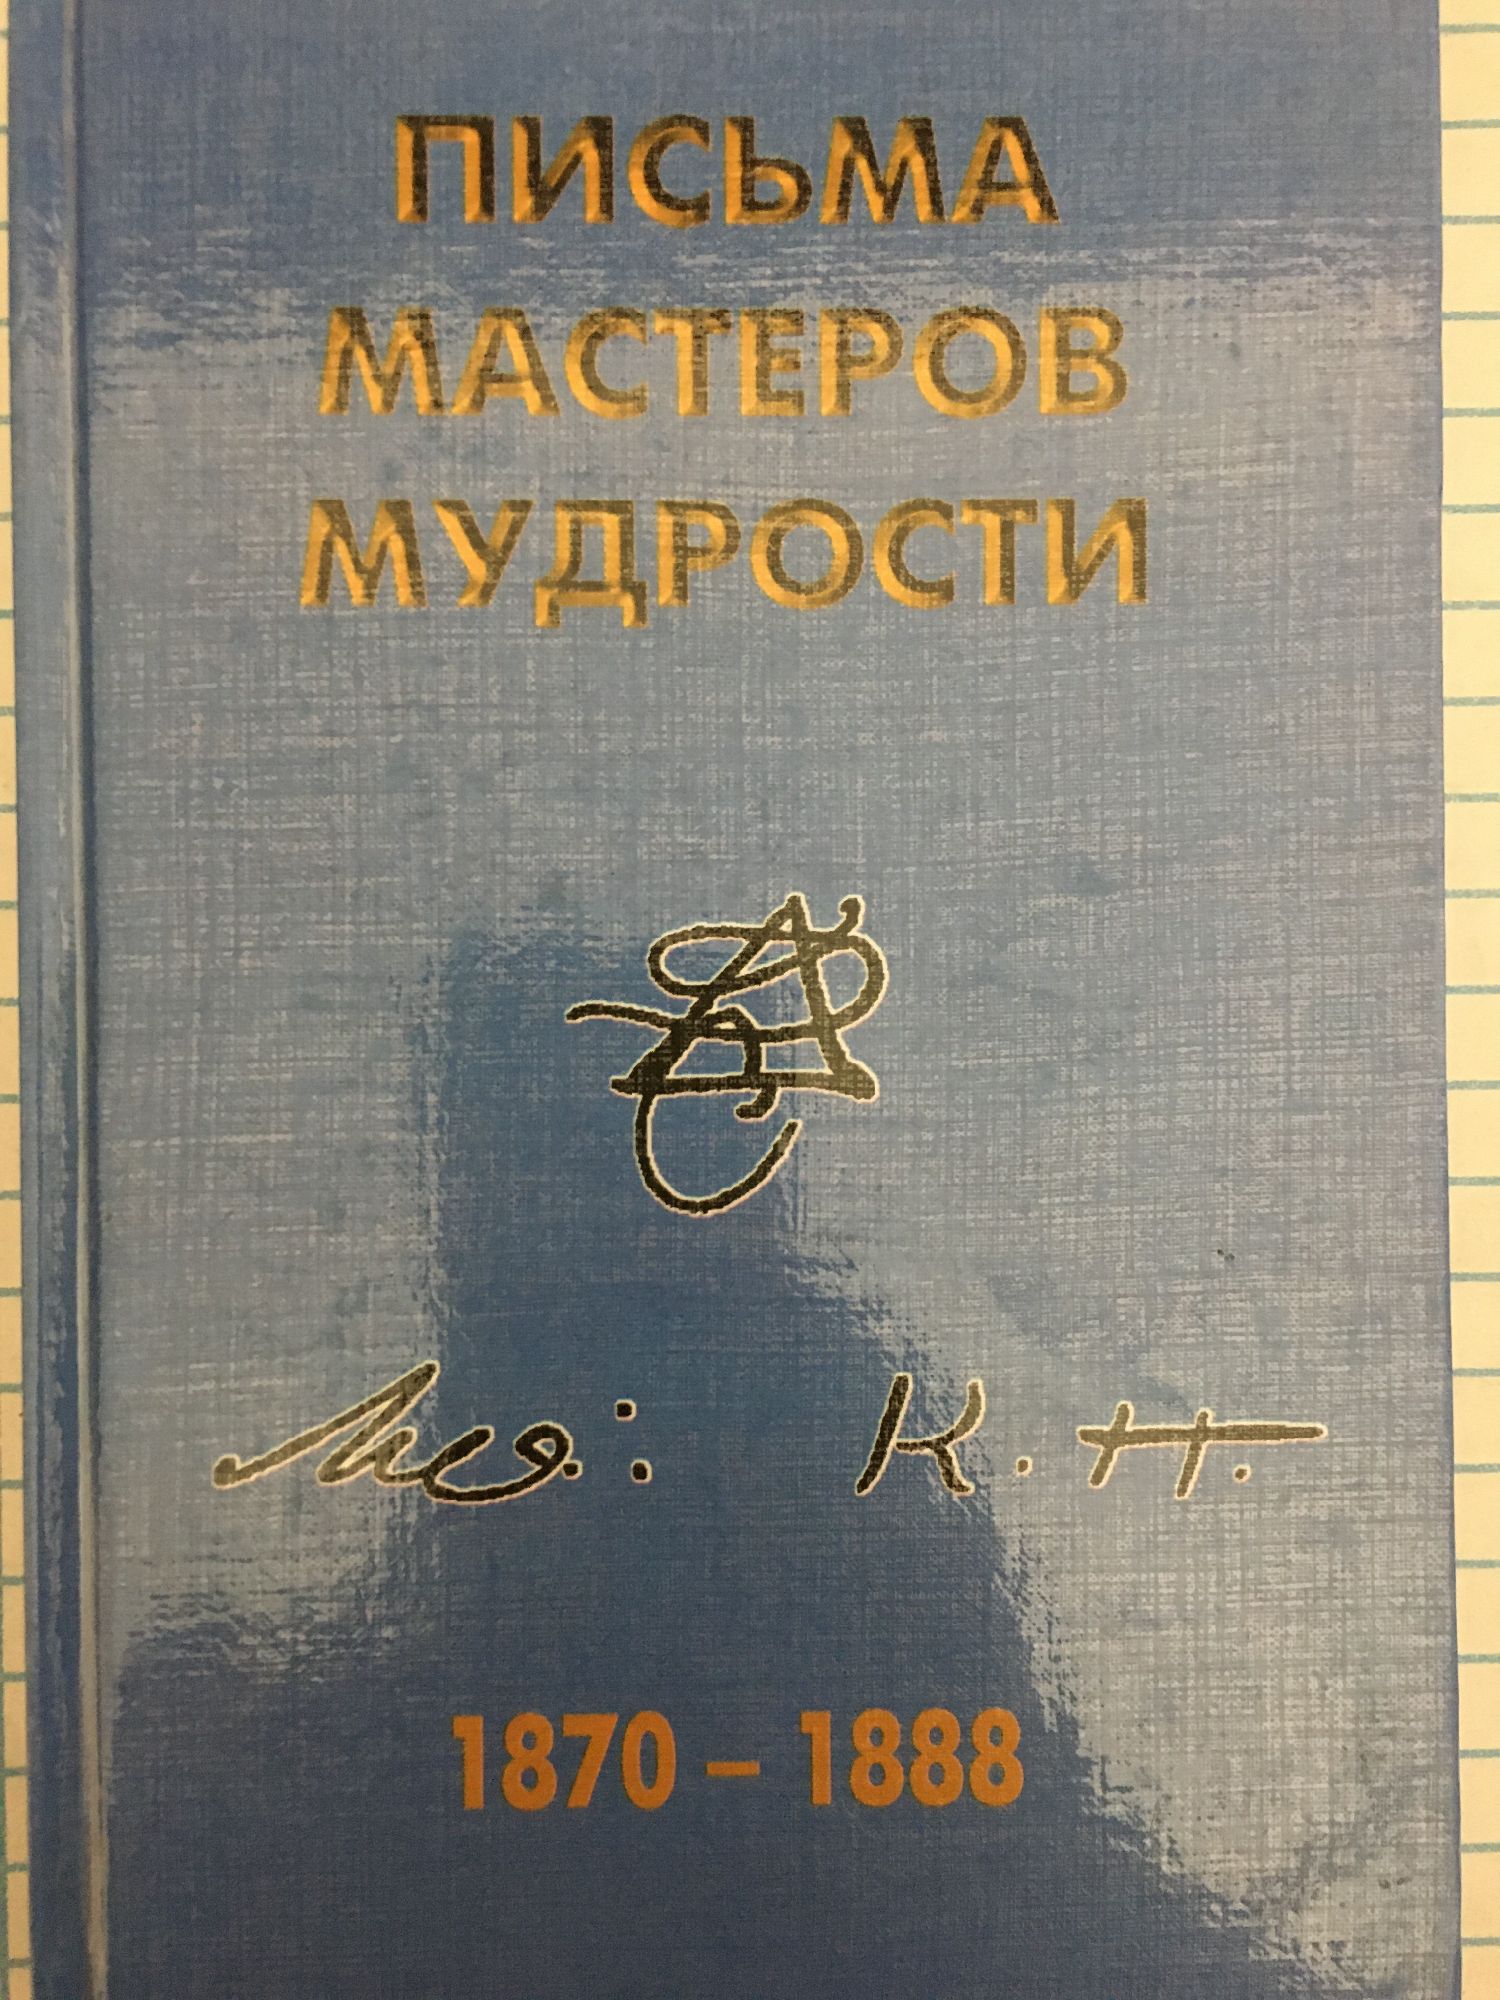 ПИСЬМА
МАСТЕРОВ
МУДРОСТИ
К. Н.
1870 – 1888